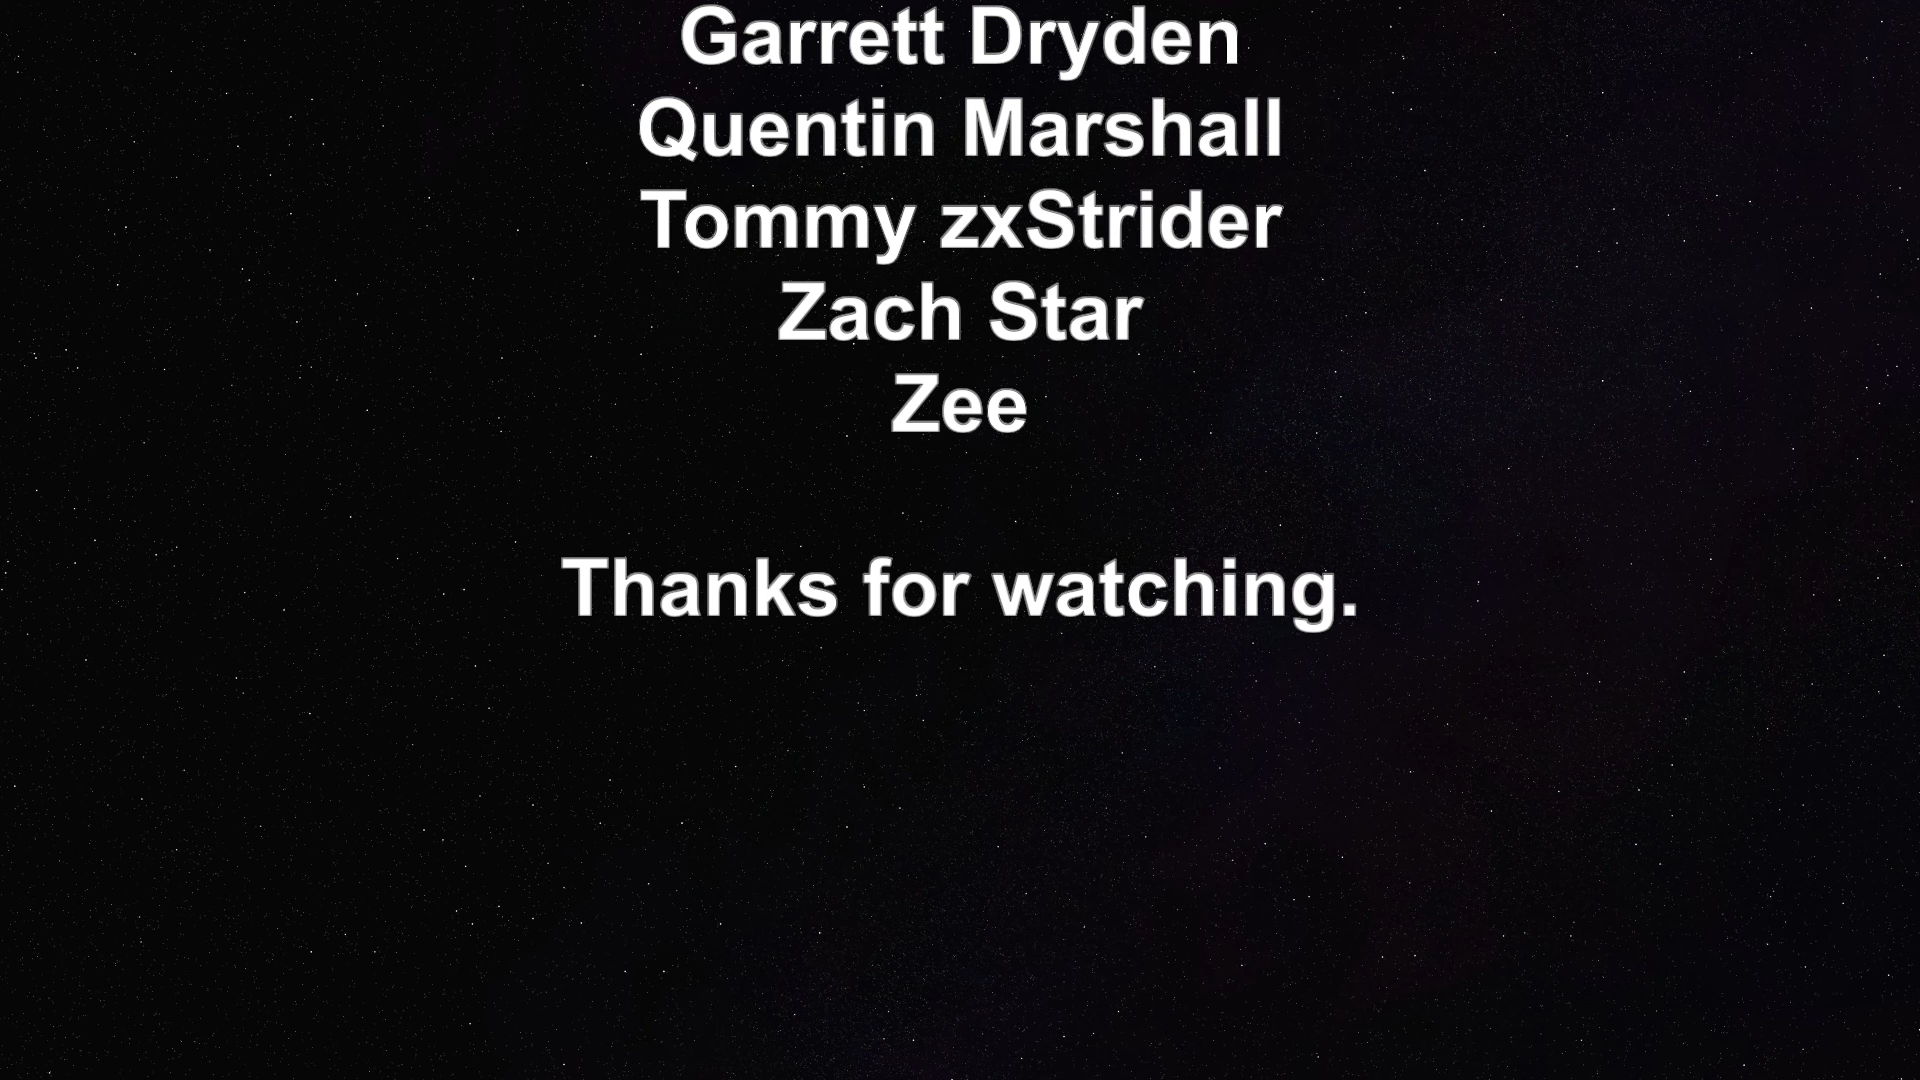 Garrett Dryden
Quentin Marshall
Tommy zxStrider
Zach Star
Zee
Thanks for watching.